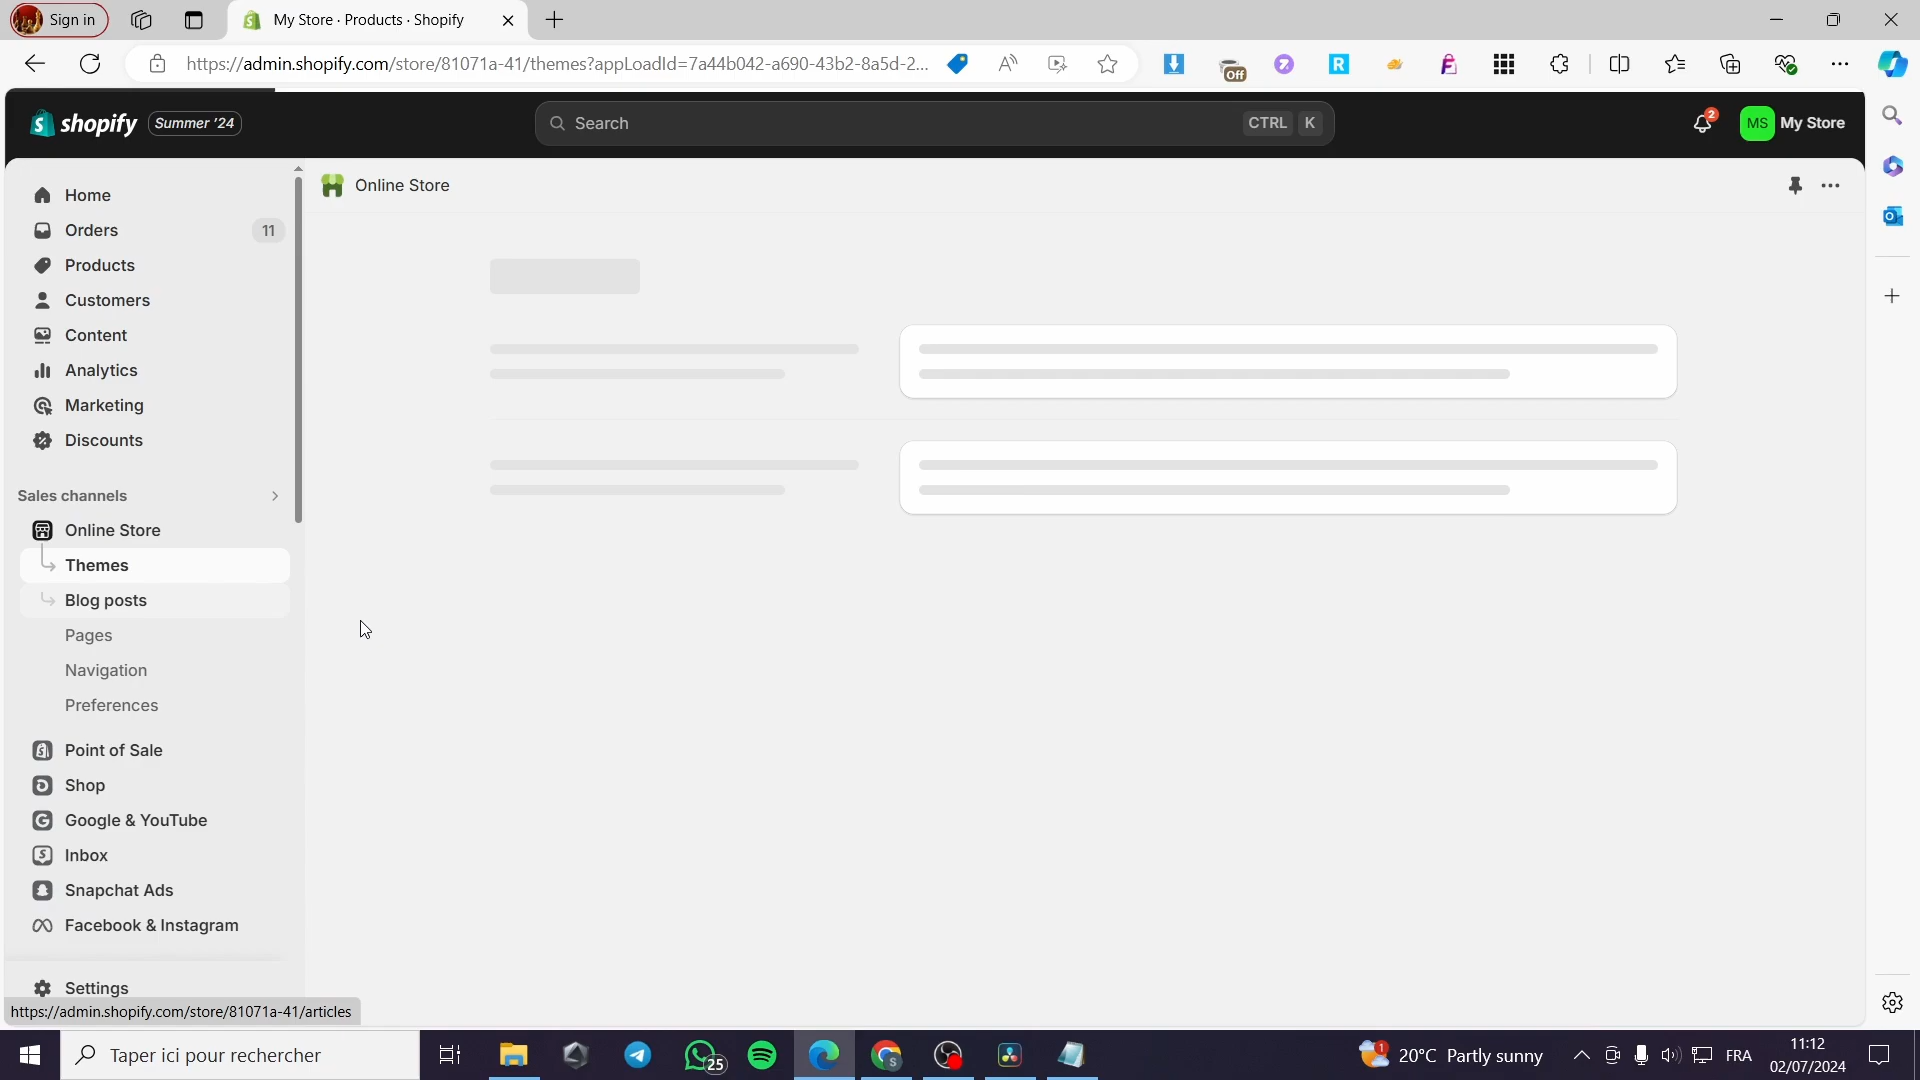 Sign in
My Store · Products · Shopify
https://admin.shopify.com/store/81071a-41/themes?appLoadId=7a44b042-a690-43b2-8a5d-2...
Off
shopify
Summer '24
Search
CTRL K
2
MS
My Store
Home
Orders
11
Products
Customers
Content
Analytics
Marketing
Discounts
Sales channels
Online Store
Themes
Blog posts
Pages
Navigation
Preferences
Point of Sale
Shop
Google & YouTube
Inbox
Snapchat Ads
Facebook & Instagram
Settings
Online Store
https://admin.shopify.com/store/81071a-41/articles
Taper ici pour rechercher
25
1
20°C Partly sunny
FRA
11:12
02/07/2024